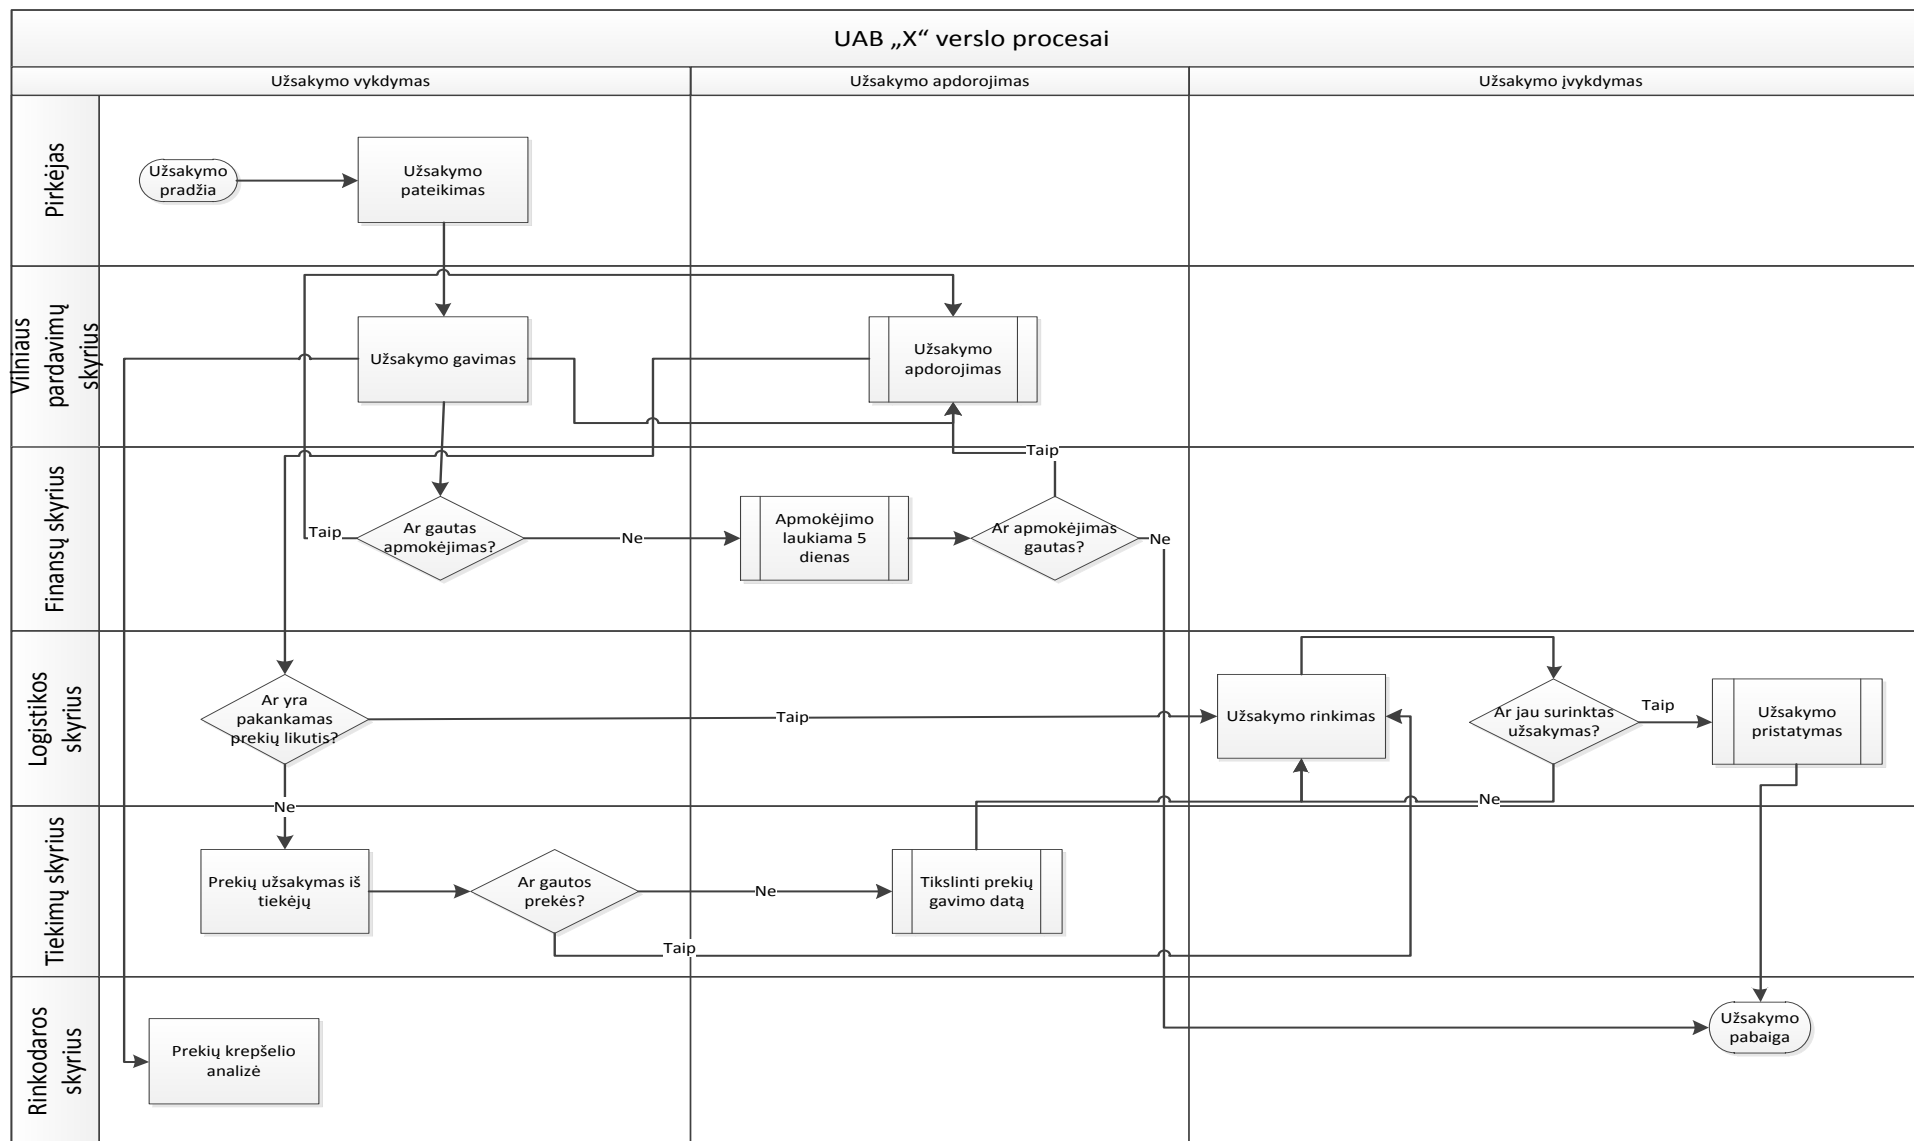 UAB „X“ verslo procesai
Užsakymo vykdymas
Užsakymo apdorojimas
Užsakymo įvykdymas
Pirkėjas
Užsakymo
pradžia
Užsakymo
pateikimas
Vilniaus
pardavimų
skyrius
Užsakymo gavimas
Užsakymo
apdorojimas
Finansų skyrius
Taip
Ar gautas
apmokėjimas?
Ne
Apmokėjimo
laukiama 5
dienas
Ar apmokėjimas
gautas?
Taip
Ne
Logistikos
skyrius
Ar yra
pakankamas
prekių likutis?
Taip
Ne
Užsakymo rinkimas
Ar jau surinktas
užsakymas?
Taip
Ne
Užsakymo
pristatymas
Tiekimų skyrius
Prekių užsakymas iš
tiekėjų
Ar gautos
prekės?
Ne
Taip
Tikslinti prekių
gavimo datą
Rinkodaros
skyrius
Prekių krepšelio
analizė
Užsakymo
pabaiga